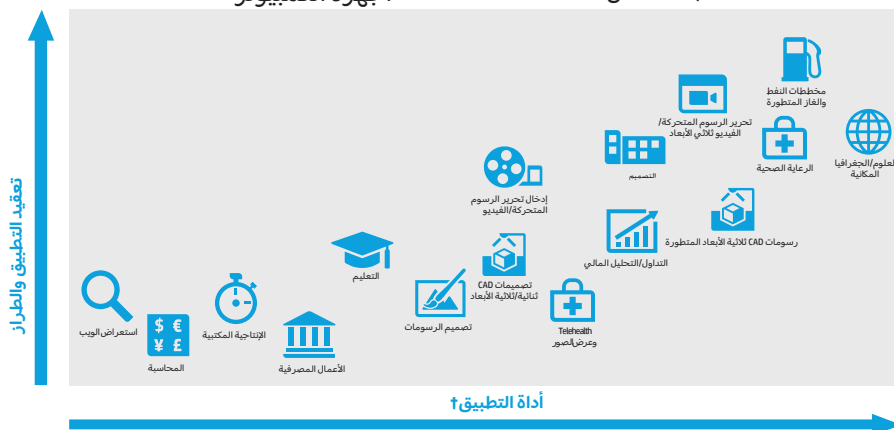 مخططات النفط
والغاز المتطورة
تحرير الرسوم المتحركة/
الفيديو ثلاثي الأبعاد
العلوم/الجغرافيا
المكانية
الرعاية الصحية
التصميم
إدخال تحرير الرسوم
المتحركة/الفيديو
رسومات CAD ثلاثية الأبعاد المتطورة
التداول/التحليل المالي
التعليم
تصميمات CAD
ثنائية/ثلاثية الأبعاد
$ €
¥ £
استعراض الويب
الإنتاجية المكتبية
تصميم الرسومات
Telehealth
وعرض الصور
المحاسبة
الأعمال المصرفية
تعقيد التطبيق والطراز
أداة التطبيق†